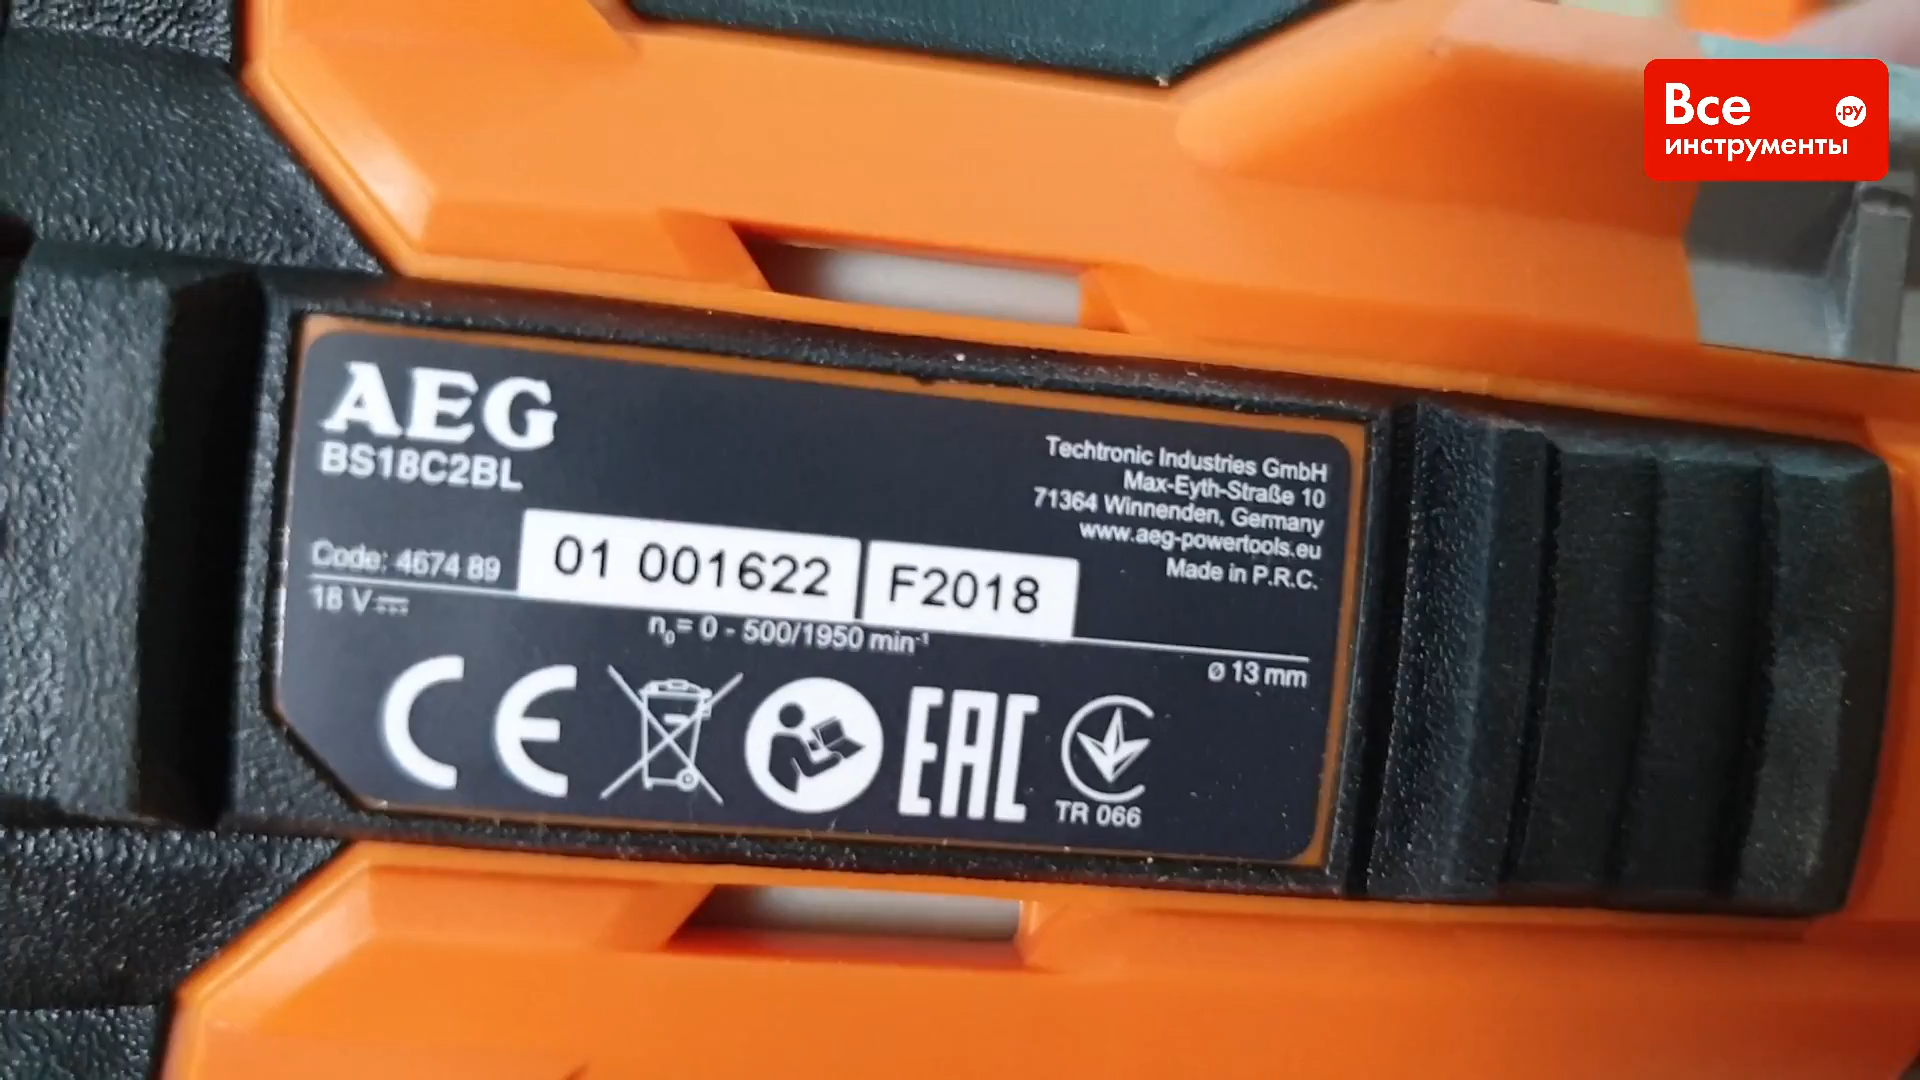 Все
.ру
инструменты
AEG
BS18C2BL
Techtronic Industries GmbH
Max-Eyth-Straße 10
71364 Winnenden, Germany
www.aeg-powertools.eu
Made in P.R.C.
Code: 4674 89
01 001622
F2018
18 V
n₀= 0 - 500/1950 min⁻¹
ø 13 mm
CE
EAC
TR 066